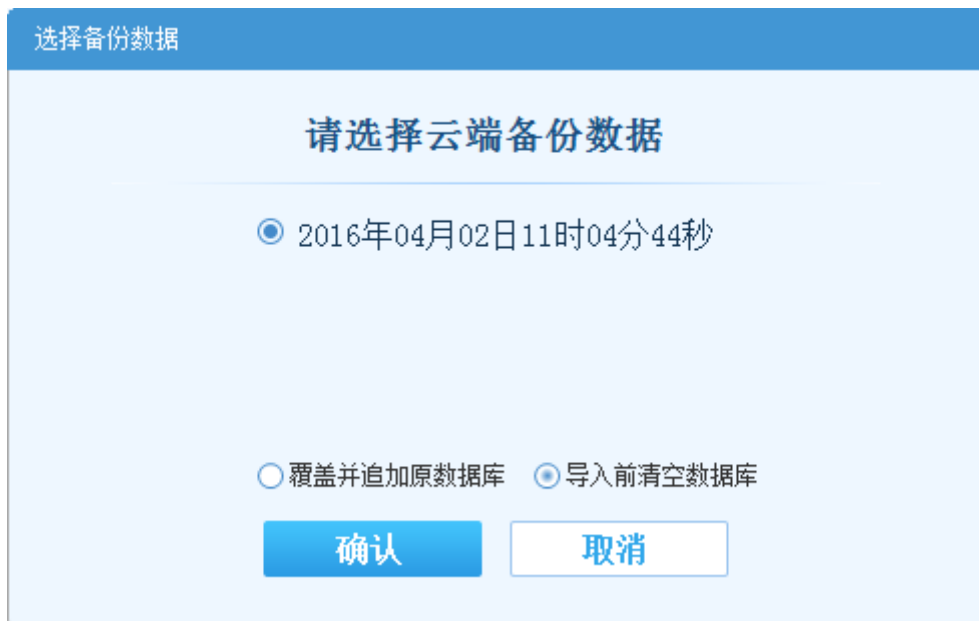 选择备份数据
请选择云端备份数据
2016年04月02日11时04分44秒
覆盖并追加原数据库 导入前清空数据库
确认 取消